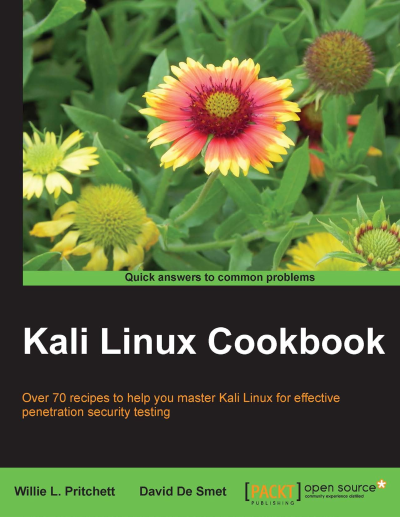 Quick answers to common problems
Kali Linux Cookbook
Over 70 recipes to help you master Kali Linux for effective
penetration security testing
Willie L. Pritchett David De Smet [PACKT] open source*
PUBLISHING community experience distilled